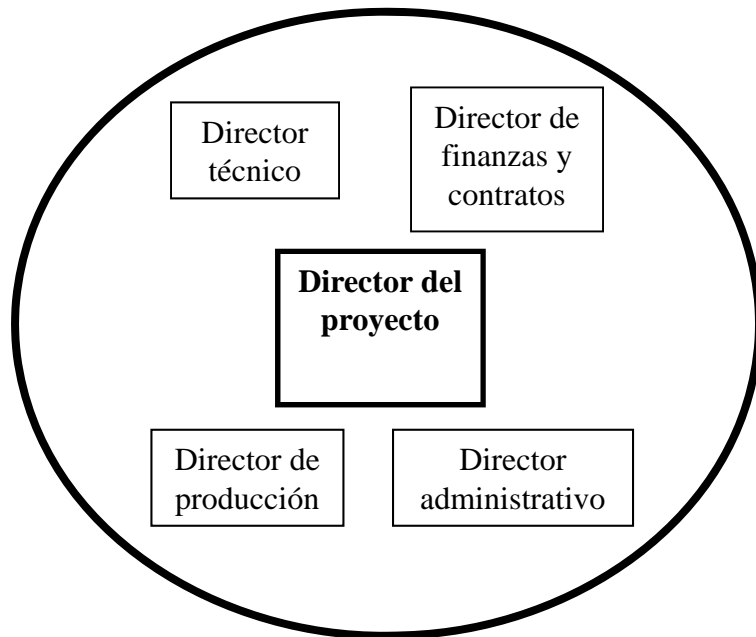 Director
técnico
Director de
finanzas y
contratos
Director del
proyecto
Director de
producción
Director
administrativo